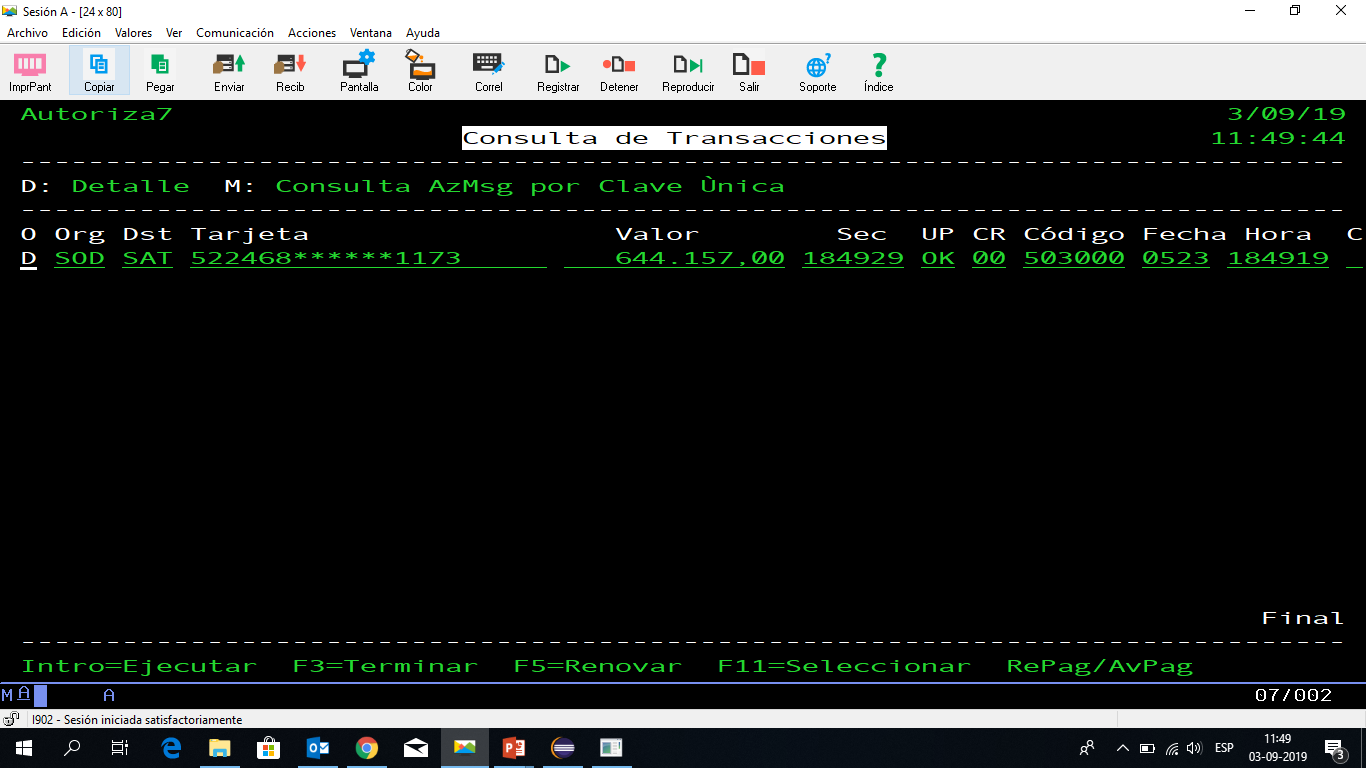 Sesión A - [24 x 80]
Archivo Edición Valores Ver Comunicación Acciones Ventana Ayuda
ImprPant Copiar Pegar Enviar Recib Pantalla Color Correl Registrar Detener Reproducir Salir Soporte Índice
Autoriza7 3/09/19
Consulta de Transacciones 11:49:44
D: Detalle M: Consulta AzMsg por Clave Ùnica
O Org Dst Tarjeta Valor Sec UP CR Código Fecha Hora C
D SOD SAT 522468******1173 644.157,00 184929 OK 00 503000 0523 184919
Final
Intro=Ejecutar F3=Terminar F5=Renovar F11=Seleccionar RePag/AvPag
M A A 07/002
I902 - Sesión iniciada satisfactoriamente
ESP 11:49
03-09-2019 3